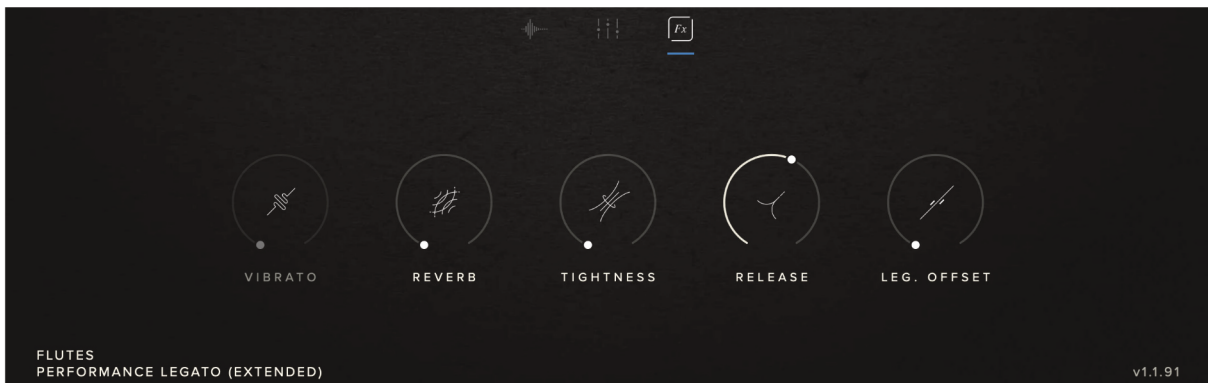 Fx
VIBRATO REVERB TIGHTNESS RELEASE LEG. OFFSET
FLUTES
PERFORMANCE LEGATO (EXTENDED) v1.1.91